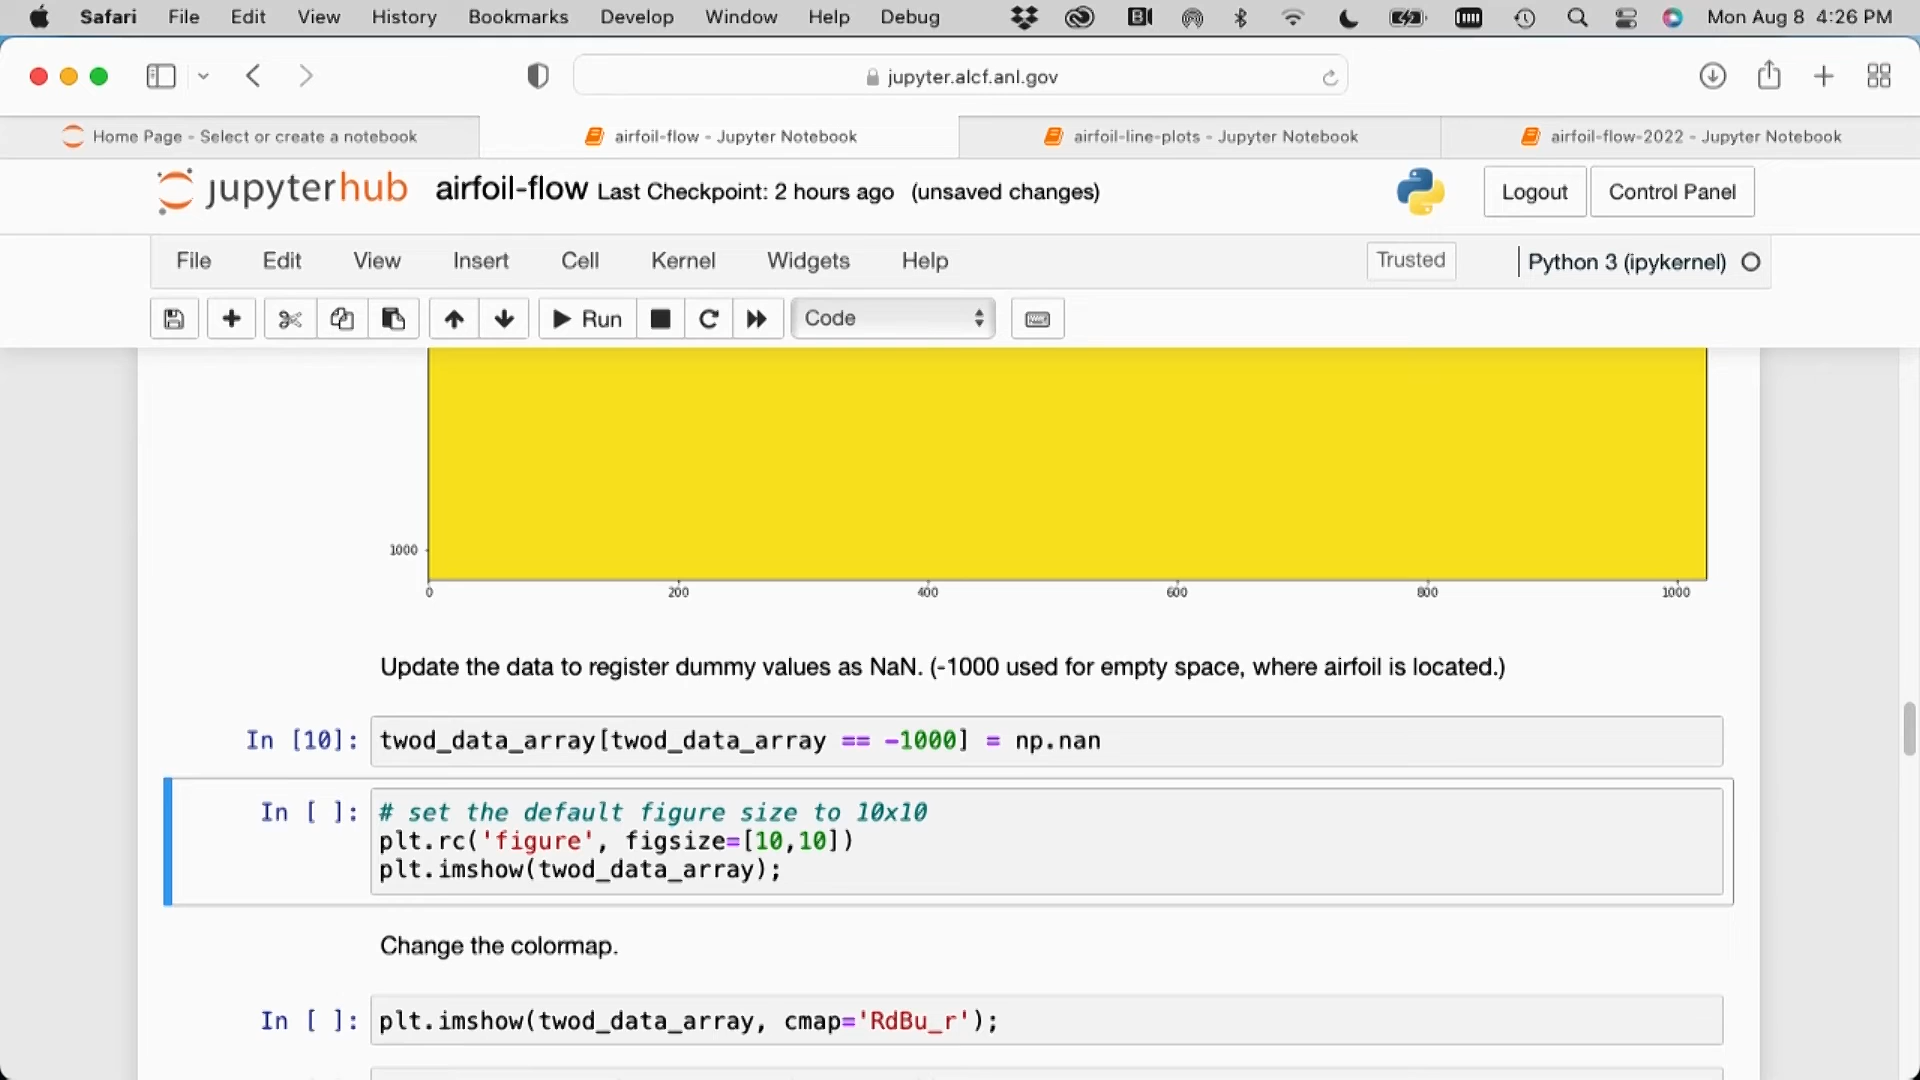 Safari File Edit View History Bookmarks Develop Window Help Debug Mon Aug 8 4:26 PM
jupyter.alcf.anl.gov
Home Page - Select or create a notebook airfoil-flow - Jupyter Notebook airfoil-line-plots - Jupyter Notebook airfoil-flow-2022 - Jupyter Notebook
jupyterhub airfoil-flow Last Checkpoint: 2 hours ago (unsaved changes) Logout Control Panel
File Edit View Insert Cell Kernel Widgets Help Trusted Python 3 (ipykernel)
Run Code
1000
0 200 400 600 800 1000
Update the data to register dummy values as NaN. (-1000 used for empty space, where airfoil is located.)
In [10]: twod_data_array[twod_data_array == -1000] = np.nan
In [ ]: # set the default figure size to 10x10
plt.rc('figure', figsize=[10,10])
plt.imshow(twod_data_array);
Change the colormap.
In [ ]: plt.imshow(twod_data_array, cmap='RdBu_r');